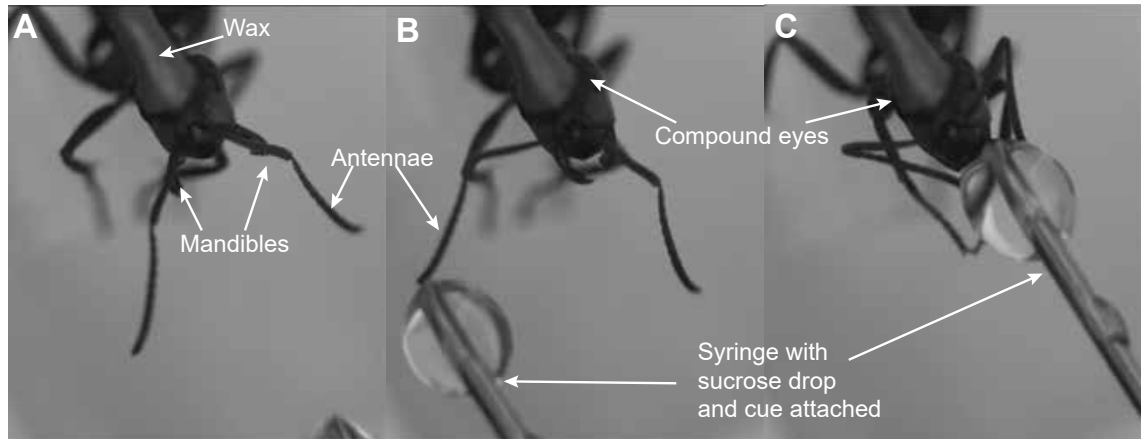 A
Wax
B
C
Compound eyes
Antennae
Mandibles
Syringe with
sucrose drop
and cue attached